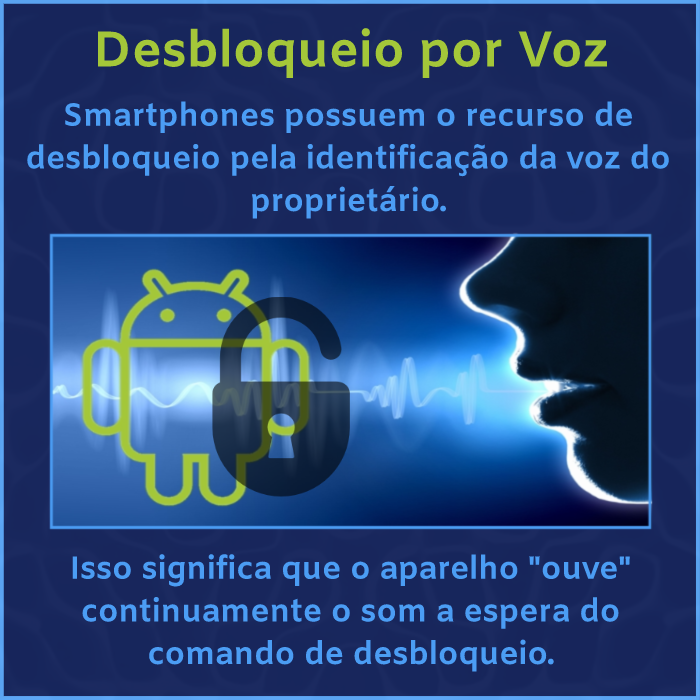 Desbloqueio por Voz
Smartphones possuem o recurso de
desbloqueio pela identificação da voz do
proprietário.
Isso significa que o aparelho "ouve"
continuamente o som a espera do
comando de desbloqueio.